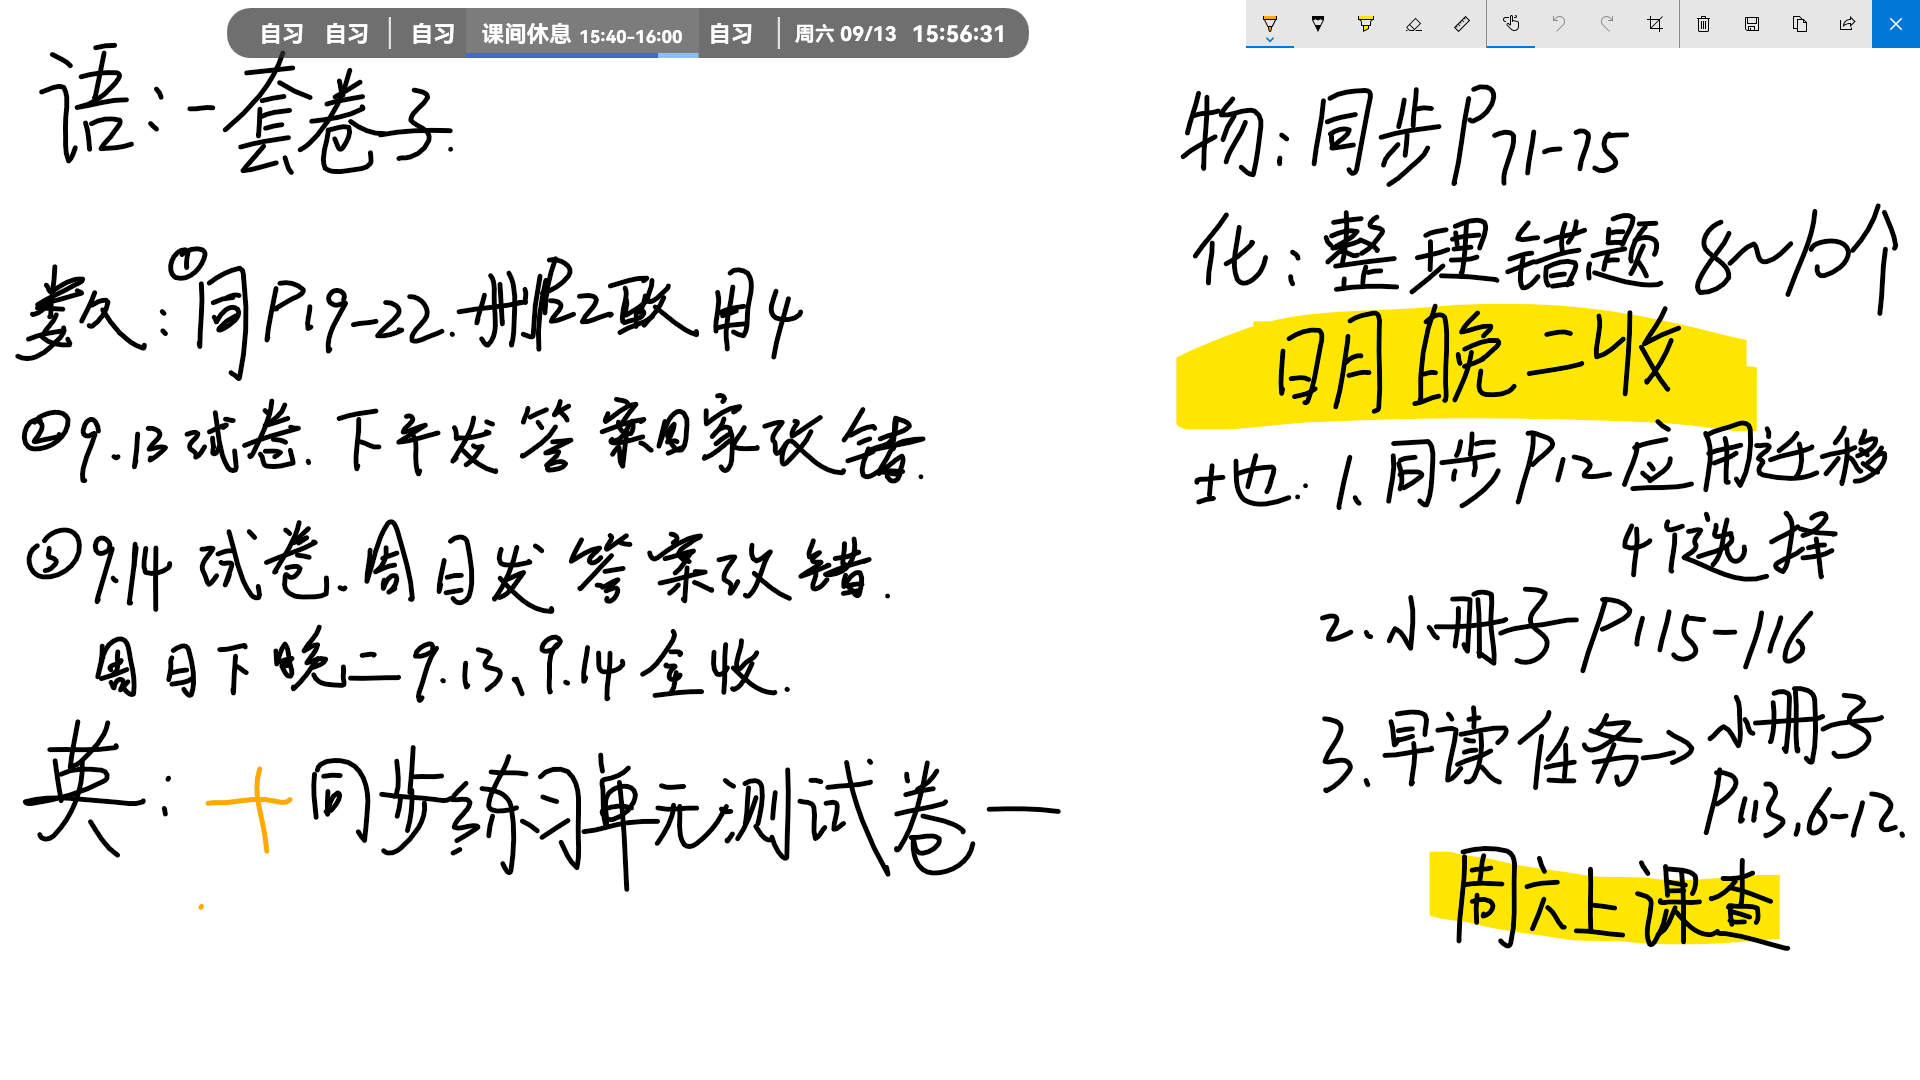 自习 自习 | 自习 课间休息 15:40-16:00 自习 | 周六 09/13 15:56:31
语:一套卷子.
数:①同P19-22.册P22致用4
②9.13试卷.下午发答案回家改错.
③9.14试卷.周日发答案改错.
周日下晚二9.13、9.14全收.
英:十同步练习单元测试卷一
物:同步P71-75
化:整理错题8~10个
明晚二收
地.1.同步P12应用迁移
4个选择
2.小册子P115-116
3.早读任务→小册子
P113,6-12.
周六上课查